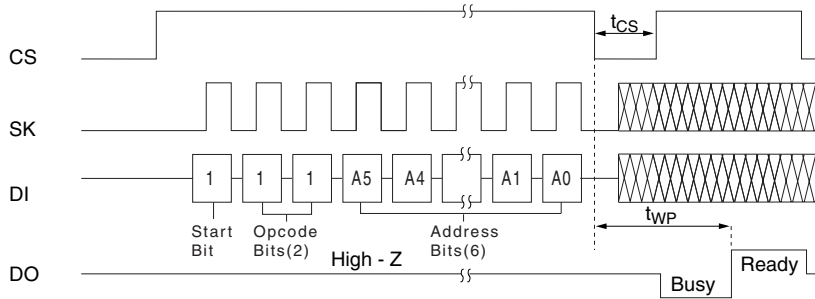 tCS
CS
SK
DI
1 1 1 A5 A4 A1 A0
Start Bit
Opcode Bits(2)
Address Bits(6)
tWP
High - Z
DO
Busy
Ready